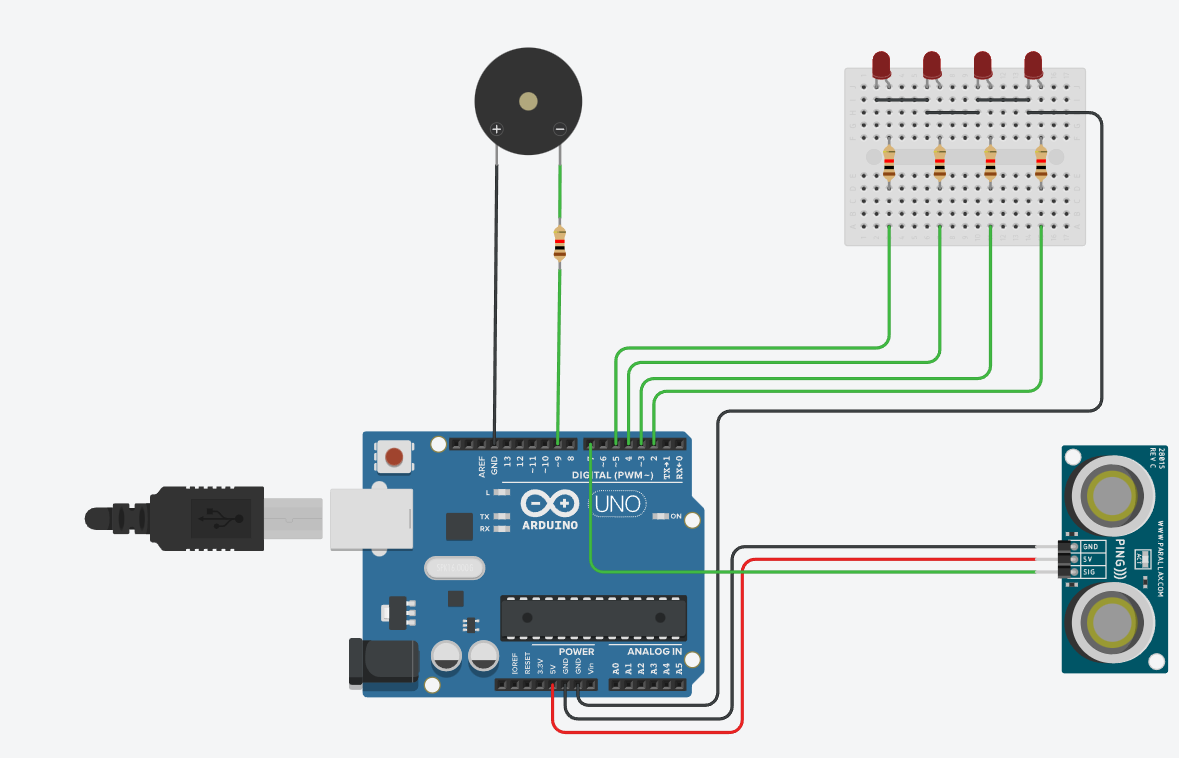 + −
AREF
GND
13
12
~11
~10
~9
8
7
~6
~5
4
~3
2
TX→1
RX←0
DIGITAL (PWM~)
L
TX
RX
ARDUINO
UNO
ON
POWER
ANALOG IN
IOREF
RESET
3.3V
5V
GND
GND
Vin
A0
A1
A2
A3
A4
A5
28015
REV C
GND
5V
SIG
PING)))
WWW.PARALLAX.COM